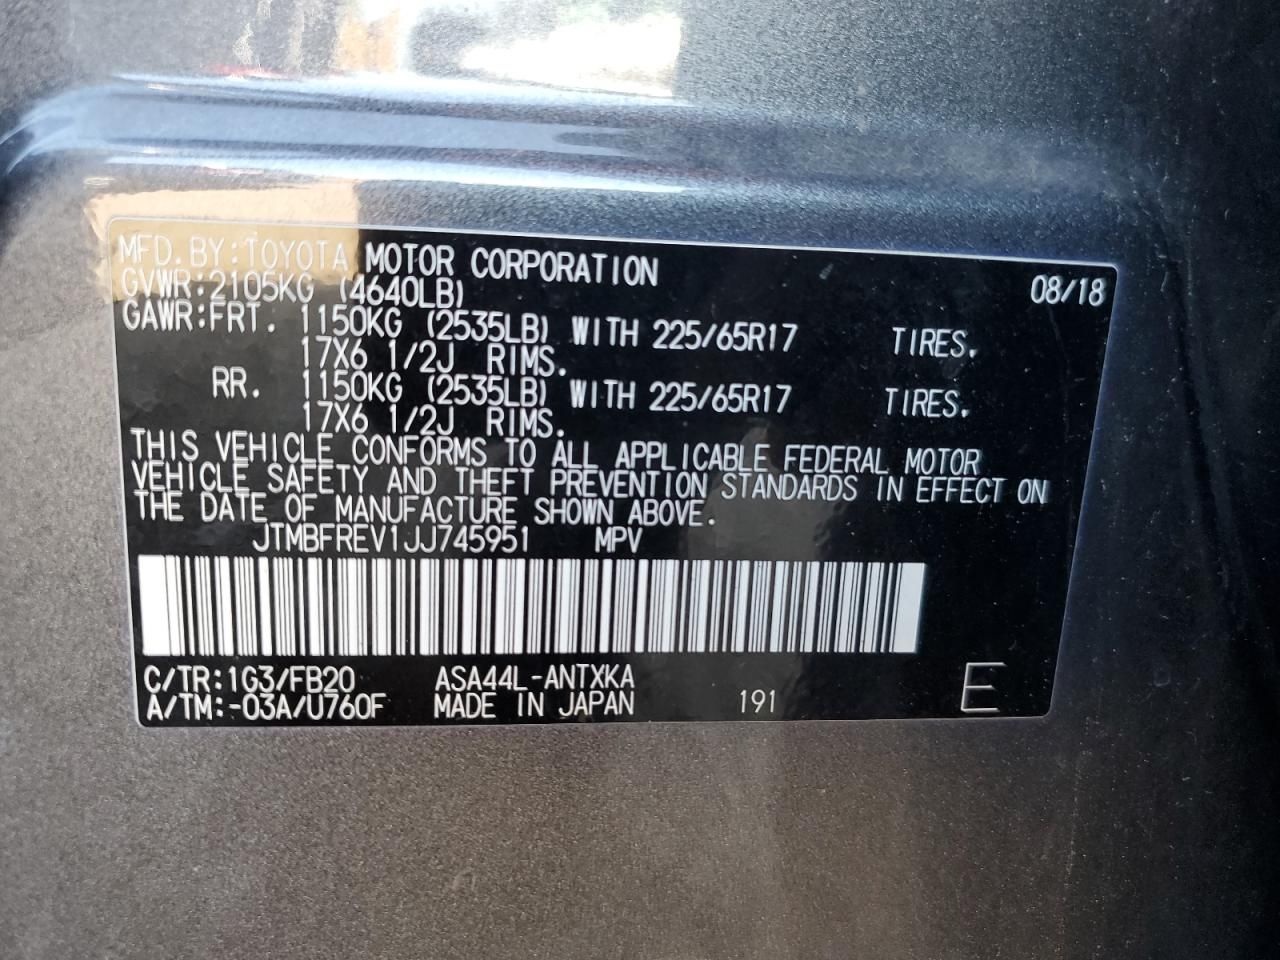 MFD. BY: TOYOTA MOTOR CORPORATION 08/18
GVWR: 2105KG (4640LB)
GAWR: FRT. 1150KG (2535LB) WITH 225/65R17 TIRES.
17X6 1/2J RIMS.
RR. 1150KG (2535LB) WITH 225/65R17 TIRES.
17X6 1/2J RIMS.
THIS VEHICLE CONFORMS TO ALL APPLICABLE FEDERAL MOTOR
VEHICLE SAFETY AND THEFT PREVENTION STANDARDS IN EFFECT ON
THE DATE OF MANUFACTURE SHOWN ABOVE.
JTMBFREV1JJ745951 MPV
C/TR: 1G3/FB20 ASA44L-ANTXKA
A/TM: -03A/U760F MADE IN JAPAN 191 E